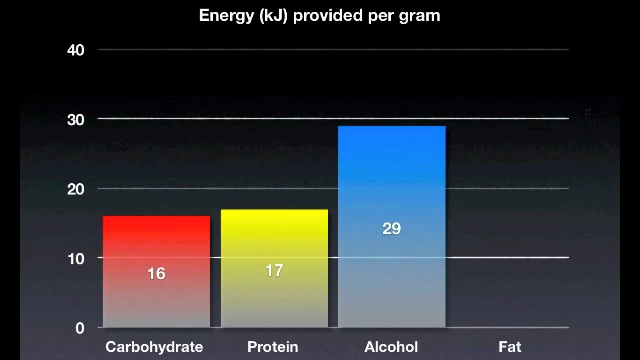 Energy (kJ) provided per gram
40
30
20
10
0
16
17
29
Carbohydrate
Protein
Alcohol
Fat